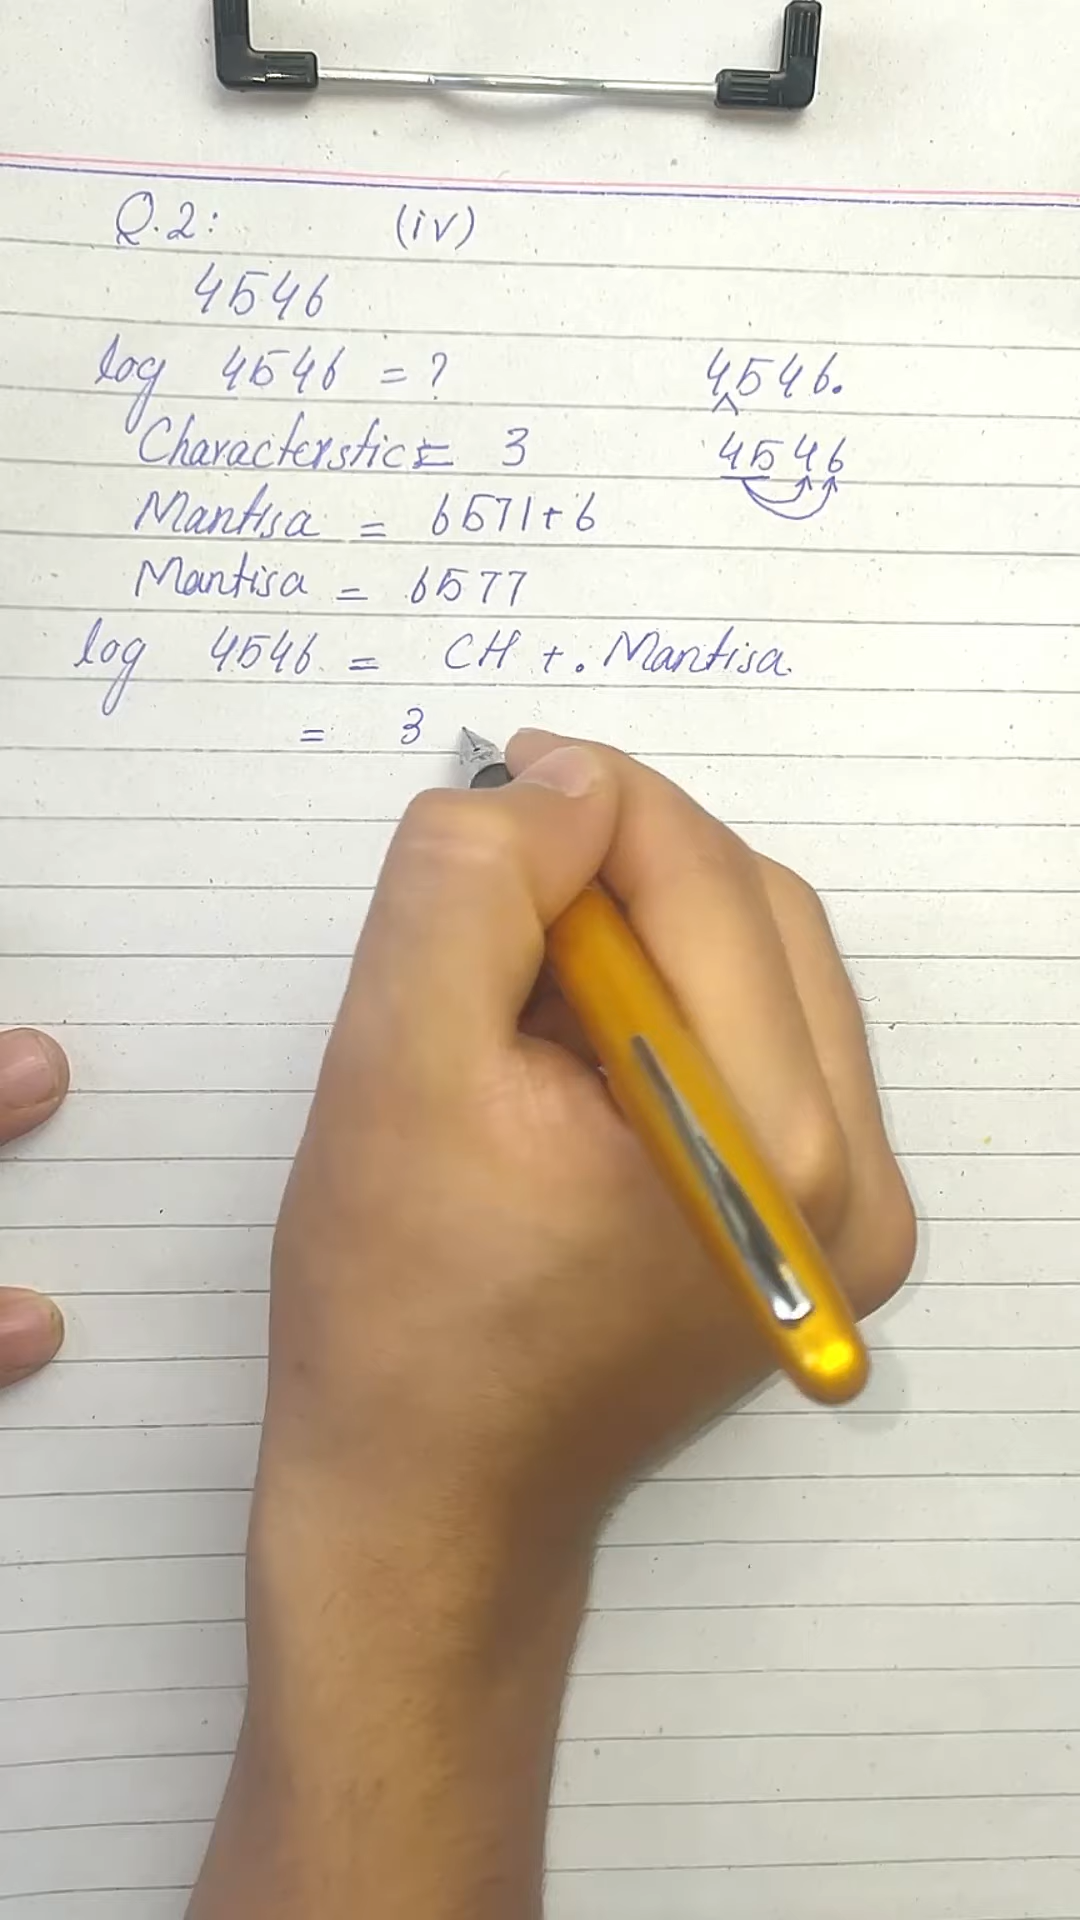 Q.2: (iv)
4546
log 4546 = ? 4546.
Characterstic = 3 4546
Mantisa = 6571+6
Mantisa = 6577
log 4546 = CH + . Mantisa.
= 3